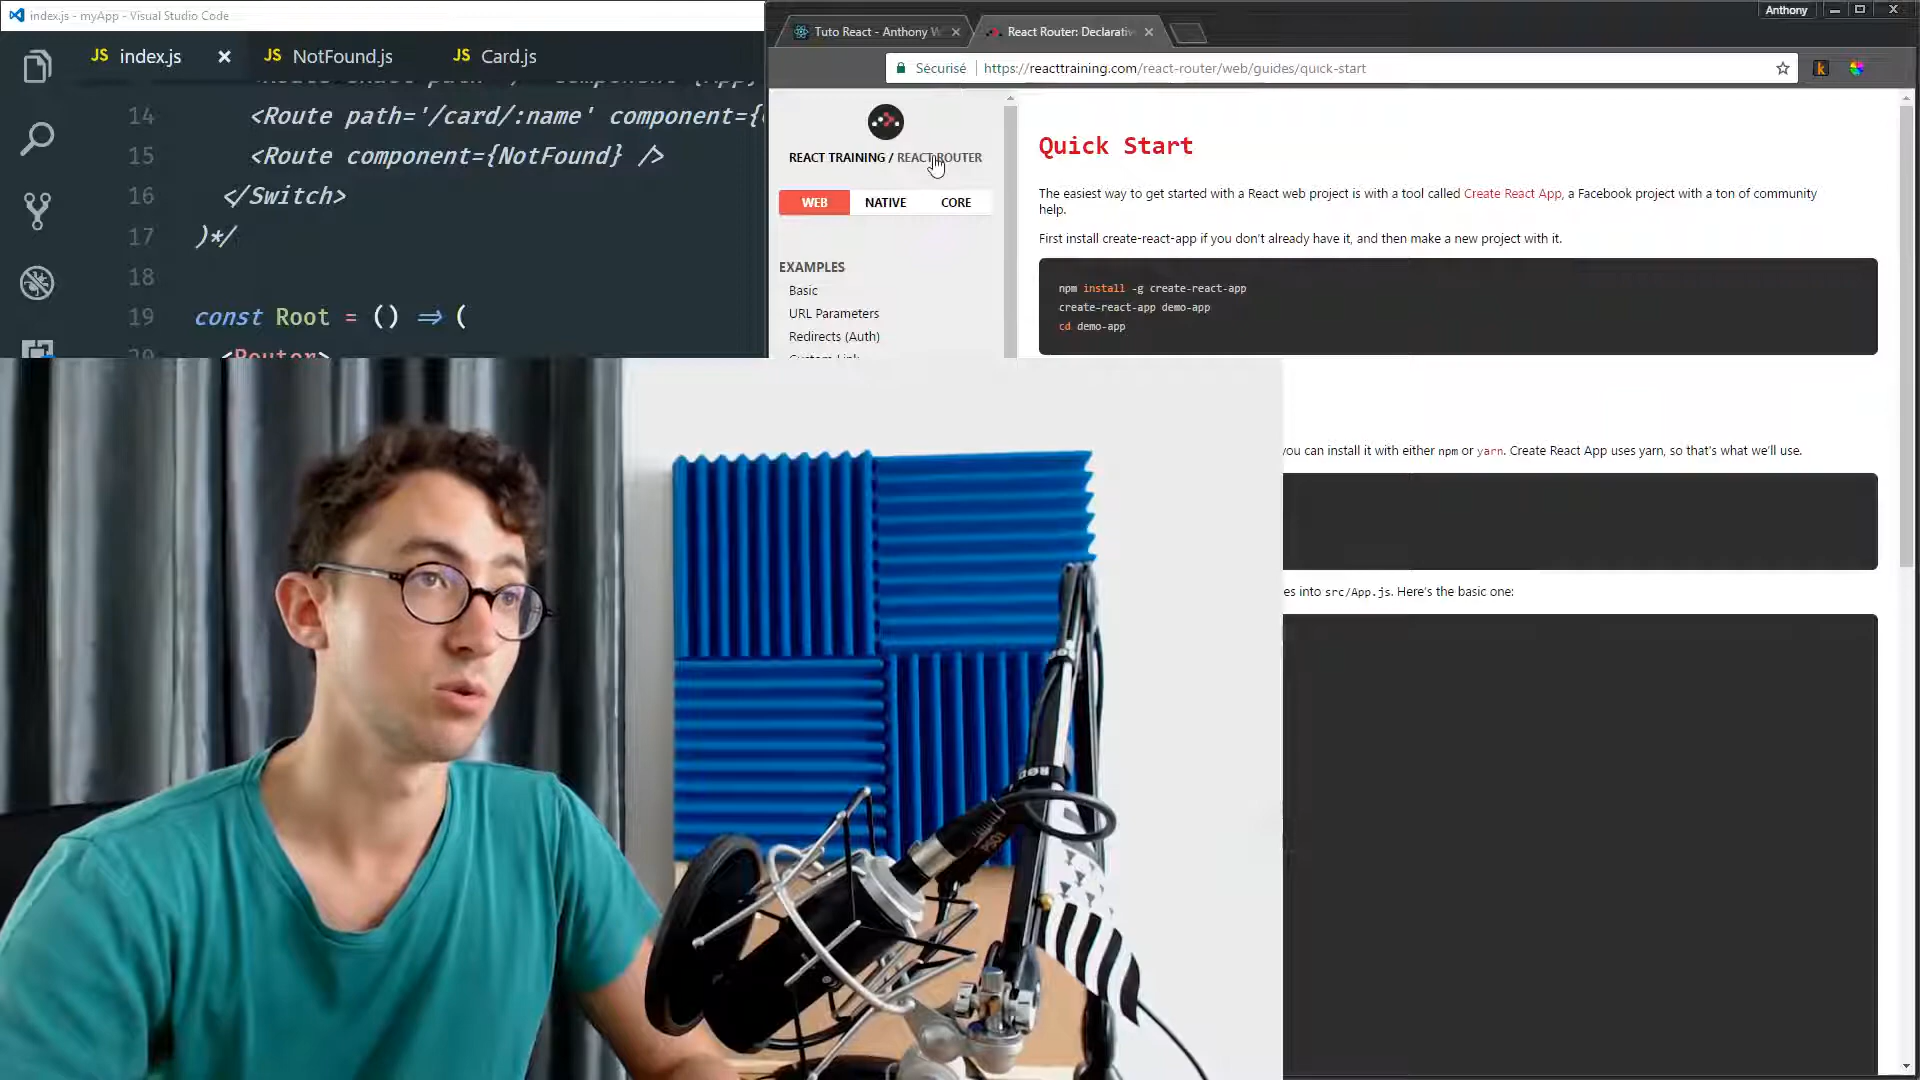 index.js - myApp - Visual Studio Code
JS index.js
JS NotFound.js
JS Card.js
14 <Route path='/card/:name' component={
15 <Route component={NotFound} />
16 </Switch>
17 )*/
18
19 const Root = () => (
<Router>
Anthony
Tuto React - Anthony W
React Router: Declarativ
Sécurisé
https://reacttraining.com/react-router/web/guides/quick-start
REACT TRAINING / REACT ROUTER
WEB NATIVE CORE
EXAMPLES
Basic
URL Parameters
Redirects (Auth)
Custom Link
Quick Start
The easiest way to get started with a React web project is with a tool called Create React App, a Facebook project with a ton of community
help.
First install create-react-app if you don't already have it, and then make a new project with it.
npm install -g create-react-app
create-react-app demo-app
cd demo-app
you can install it with either npm or yarn. Create React App uses yarn, so that's what we'll use.
es into src/App.js. Here's the basic one:
RØDE
PSA1